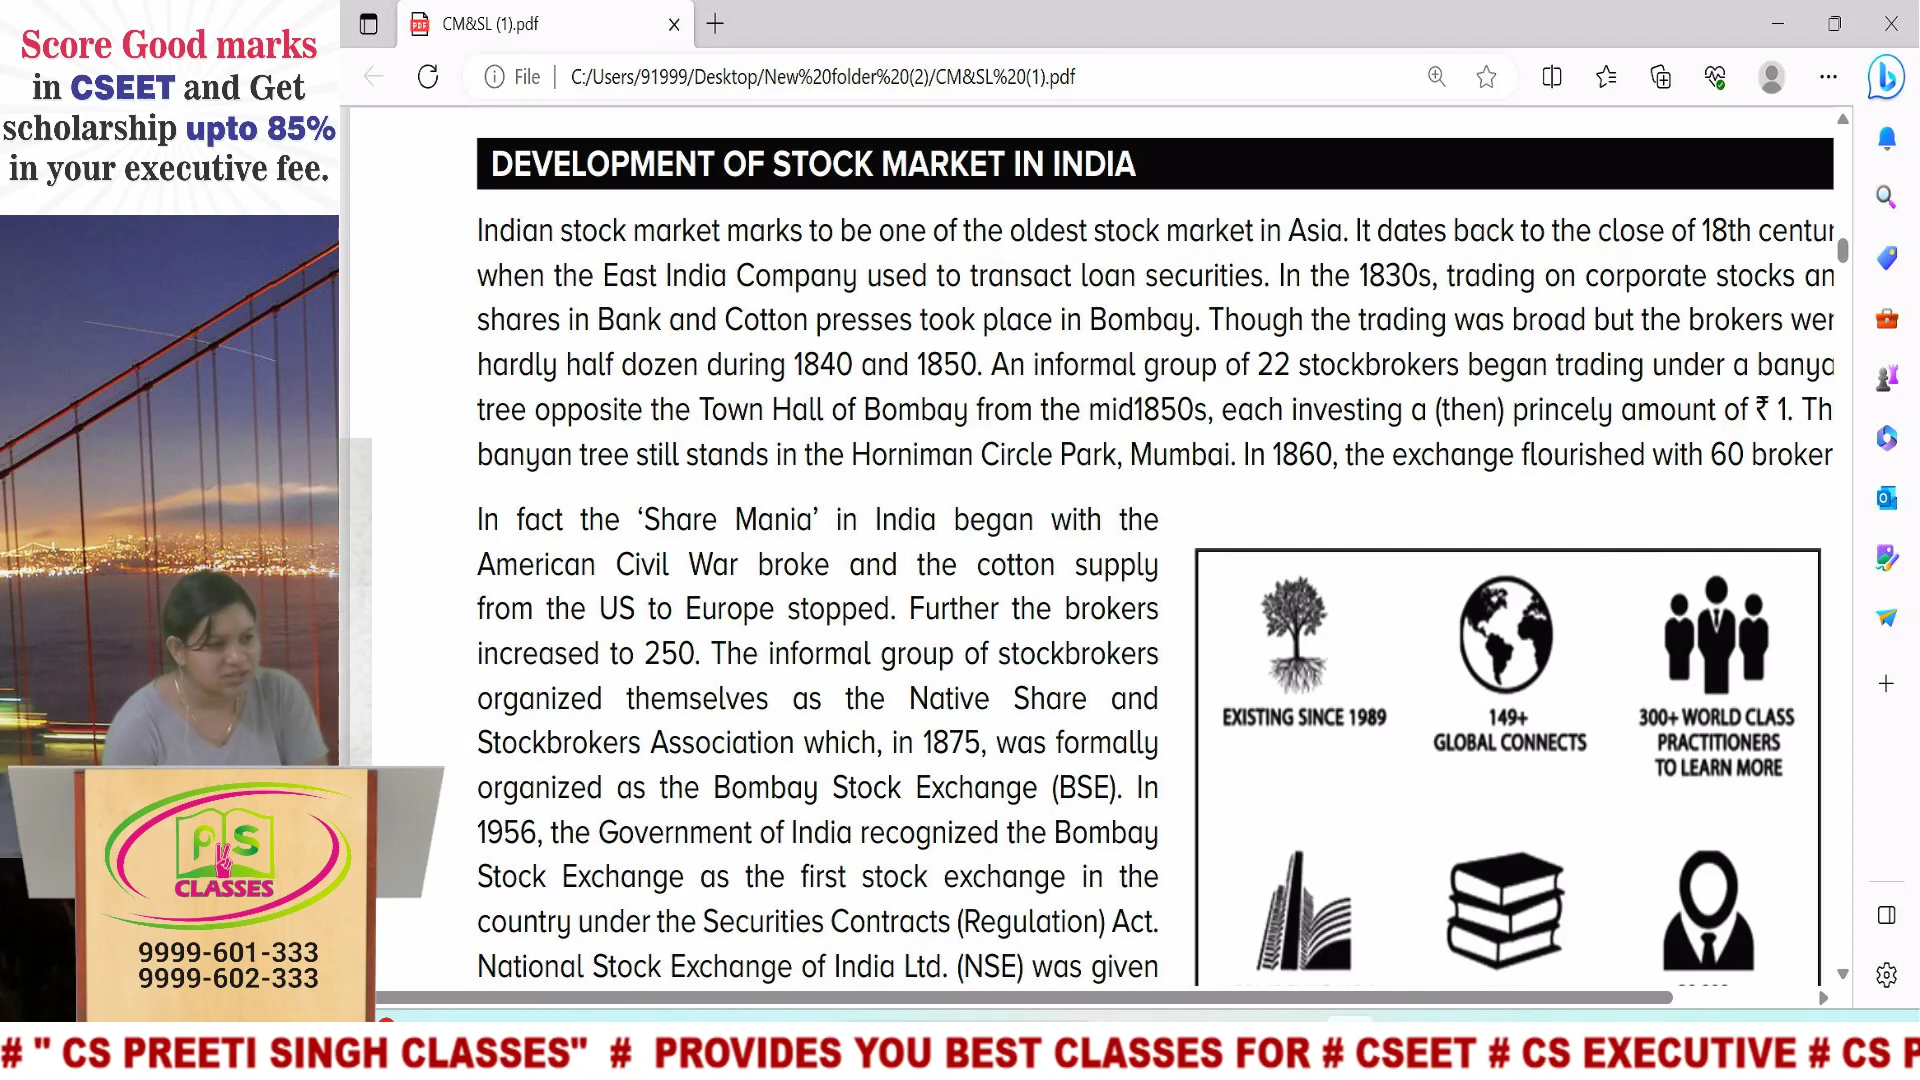 Score Good marks
in CSEET and Get
scholarship upto 85%
in your executive fee.
CM&SL (1).pdf
File
C:/Users/91999/Desktop/New%20folder%20(2)/CM&SL%20(1).pdf
DEVELOPMENT OF STOCK MARKET IN INDIA
Indian stock market marks to be one of the oldest stock market in Asia. It dates back to the close of 18th centur
when the East India Company used to transact loan securities. In the 1830s, trading on corporate stocks an
shares in Bank and Cotton presses took place in Bombay. Though the trading was broad but the brokers wer
hardly half dozen during 1840 and 1850. An informal group of 22 stockbrokers began trading under a banya
tree opposite the Town Hall of Bombay from the mid1850s, each investing a (then) princely amount of ₹ 1. Th
banyan tree still stands in the Horniman Circle Park, Mumbai. In 1860, the exchange flourished with 60 broker
In fact the ‘Share Mania’ in India began with the
American Civil War broke and the cotton supply
from the US to Europe stopped. Further the brokers
increased to 250. The informal group of stockbrokers
organized themselves as the Native Share and
Stockbrokers Association which, in 1875, was formally
organized as the Bombay Stock Exchange (BSE). In
1956, the Government of India recognized the Bombay
Stock Exchange as the first stock exchange in the
country under the Securities Contracts (Regulation) Act.
National Stock Exchange of India Ltd. (NSE) was given
EXISTING SINCE 1989
149+
GLOBAL CONNECTS
300+ WORLD CLASS
PRACTITIONERS
TO LEARN MORE
PS
CLASSES
9999-601-333
9999-602-333
# " CS PREETI SINGH CLASSES" # PROVIDES YOU BEST CLASSES FOR # CSEET # CS EXECUTIVE # CS P